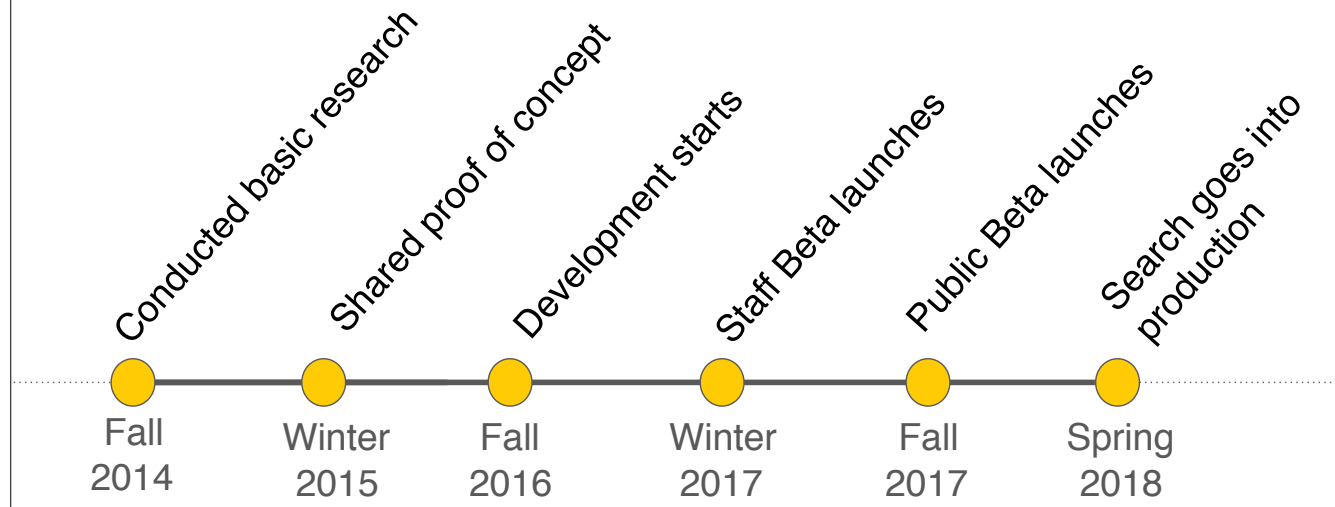 Conducted basic research
Shared proof of concept
Development starts
Staff Beta launches
Public Beta launches
Search goes into
production
Fall
2014
Winter
2015
Fall
2016
Winter
2017
Fall
2017
Spring
2018